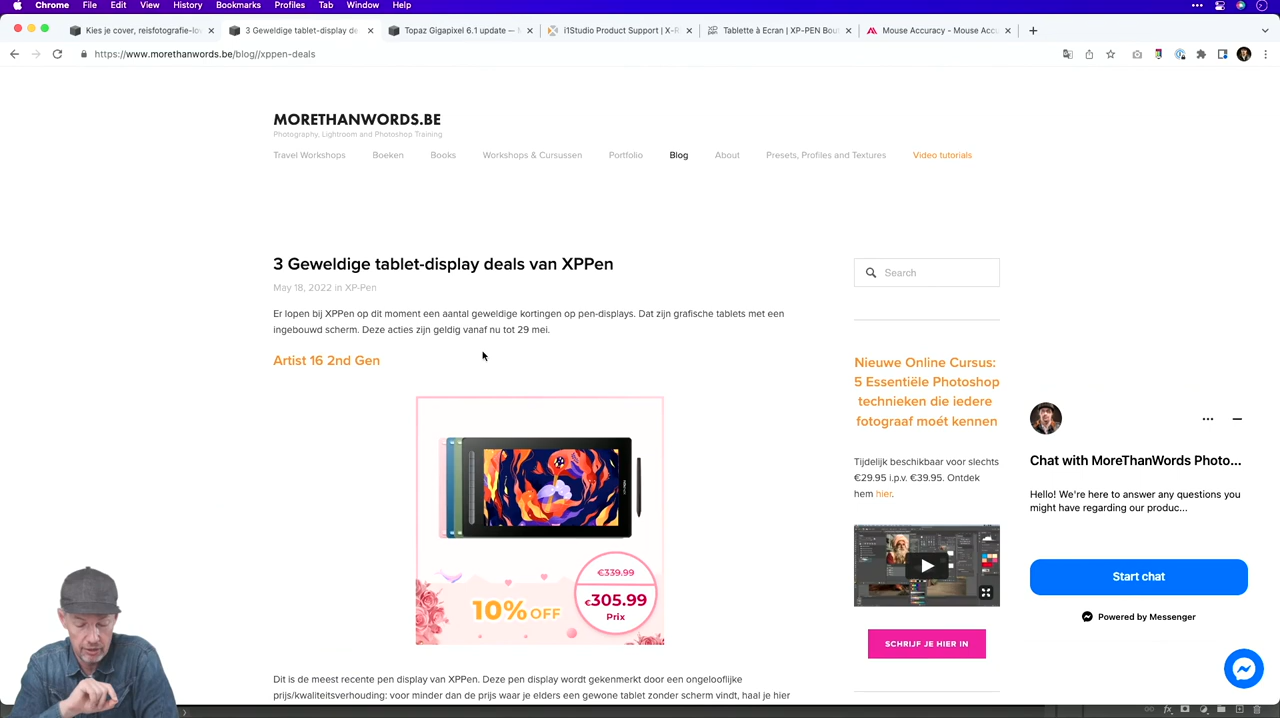 Chrome File Edit View History Bookmarks Profiles Tab Window Help
Kies je cover, reisfotografie-lov
3 Geweldige tablet-display de
Topaz Gigapixel 6.1 update — M
i1Studio Product Support | X-R
Tablette à Ecran | XP-PEN Bout
Mouse Accuracy - Mouse Accu
https://www.morethanwords.be/blog//xppen-deals
MORETHANWORDS.BE
Photography, Lightroom and Photoshop Training
Travel Workshops Boeken Books Workshops & Cursussen Portfolio Blog About Presets, Profiles and Textures Video tutorials
3 Geweldige tablet-display deals van XPPen
May 18, 2022 in XP-Pen
Er lopen bij XPPen op dit moment een aantal geweldige kortingen op pen-displays. Dat zijn grafische tablets met een
ingebouwd scherm. Deze acties zijn geldig vanaf nu tot 29 mei.
Artist 16 2nd Gen
€339.99
€305.99
Prix
10% OFF
Dit is de meest recente pen display van XPPen. Deze pen display wordt gekenmerkt door een ongelooflijke
prijs/kwaliteitsverhouding: voor minder dan de prijs waar je elders een gewone tablet zonder scherm vindt, haal je hier
Search
Nieuwe Online Cursus:
5 Essentiële Photoshop
technieken die iedere
fotograaf moét kennen
Tijdelijk beschikbaar voor slechts
€29.95 i.p.v. €39.95. Ontdek
hem hier.
SCHRIJF JE HIER IN
Chat with MoreThanWords Photo...
Hello! We're here to answer any questions you
might have regarding our produc...
Start chat
Powered by Messenger